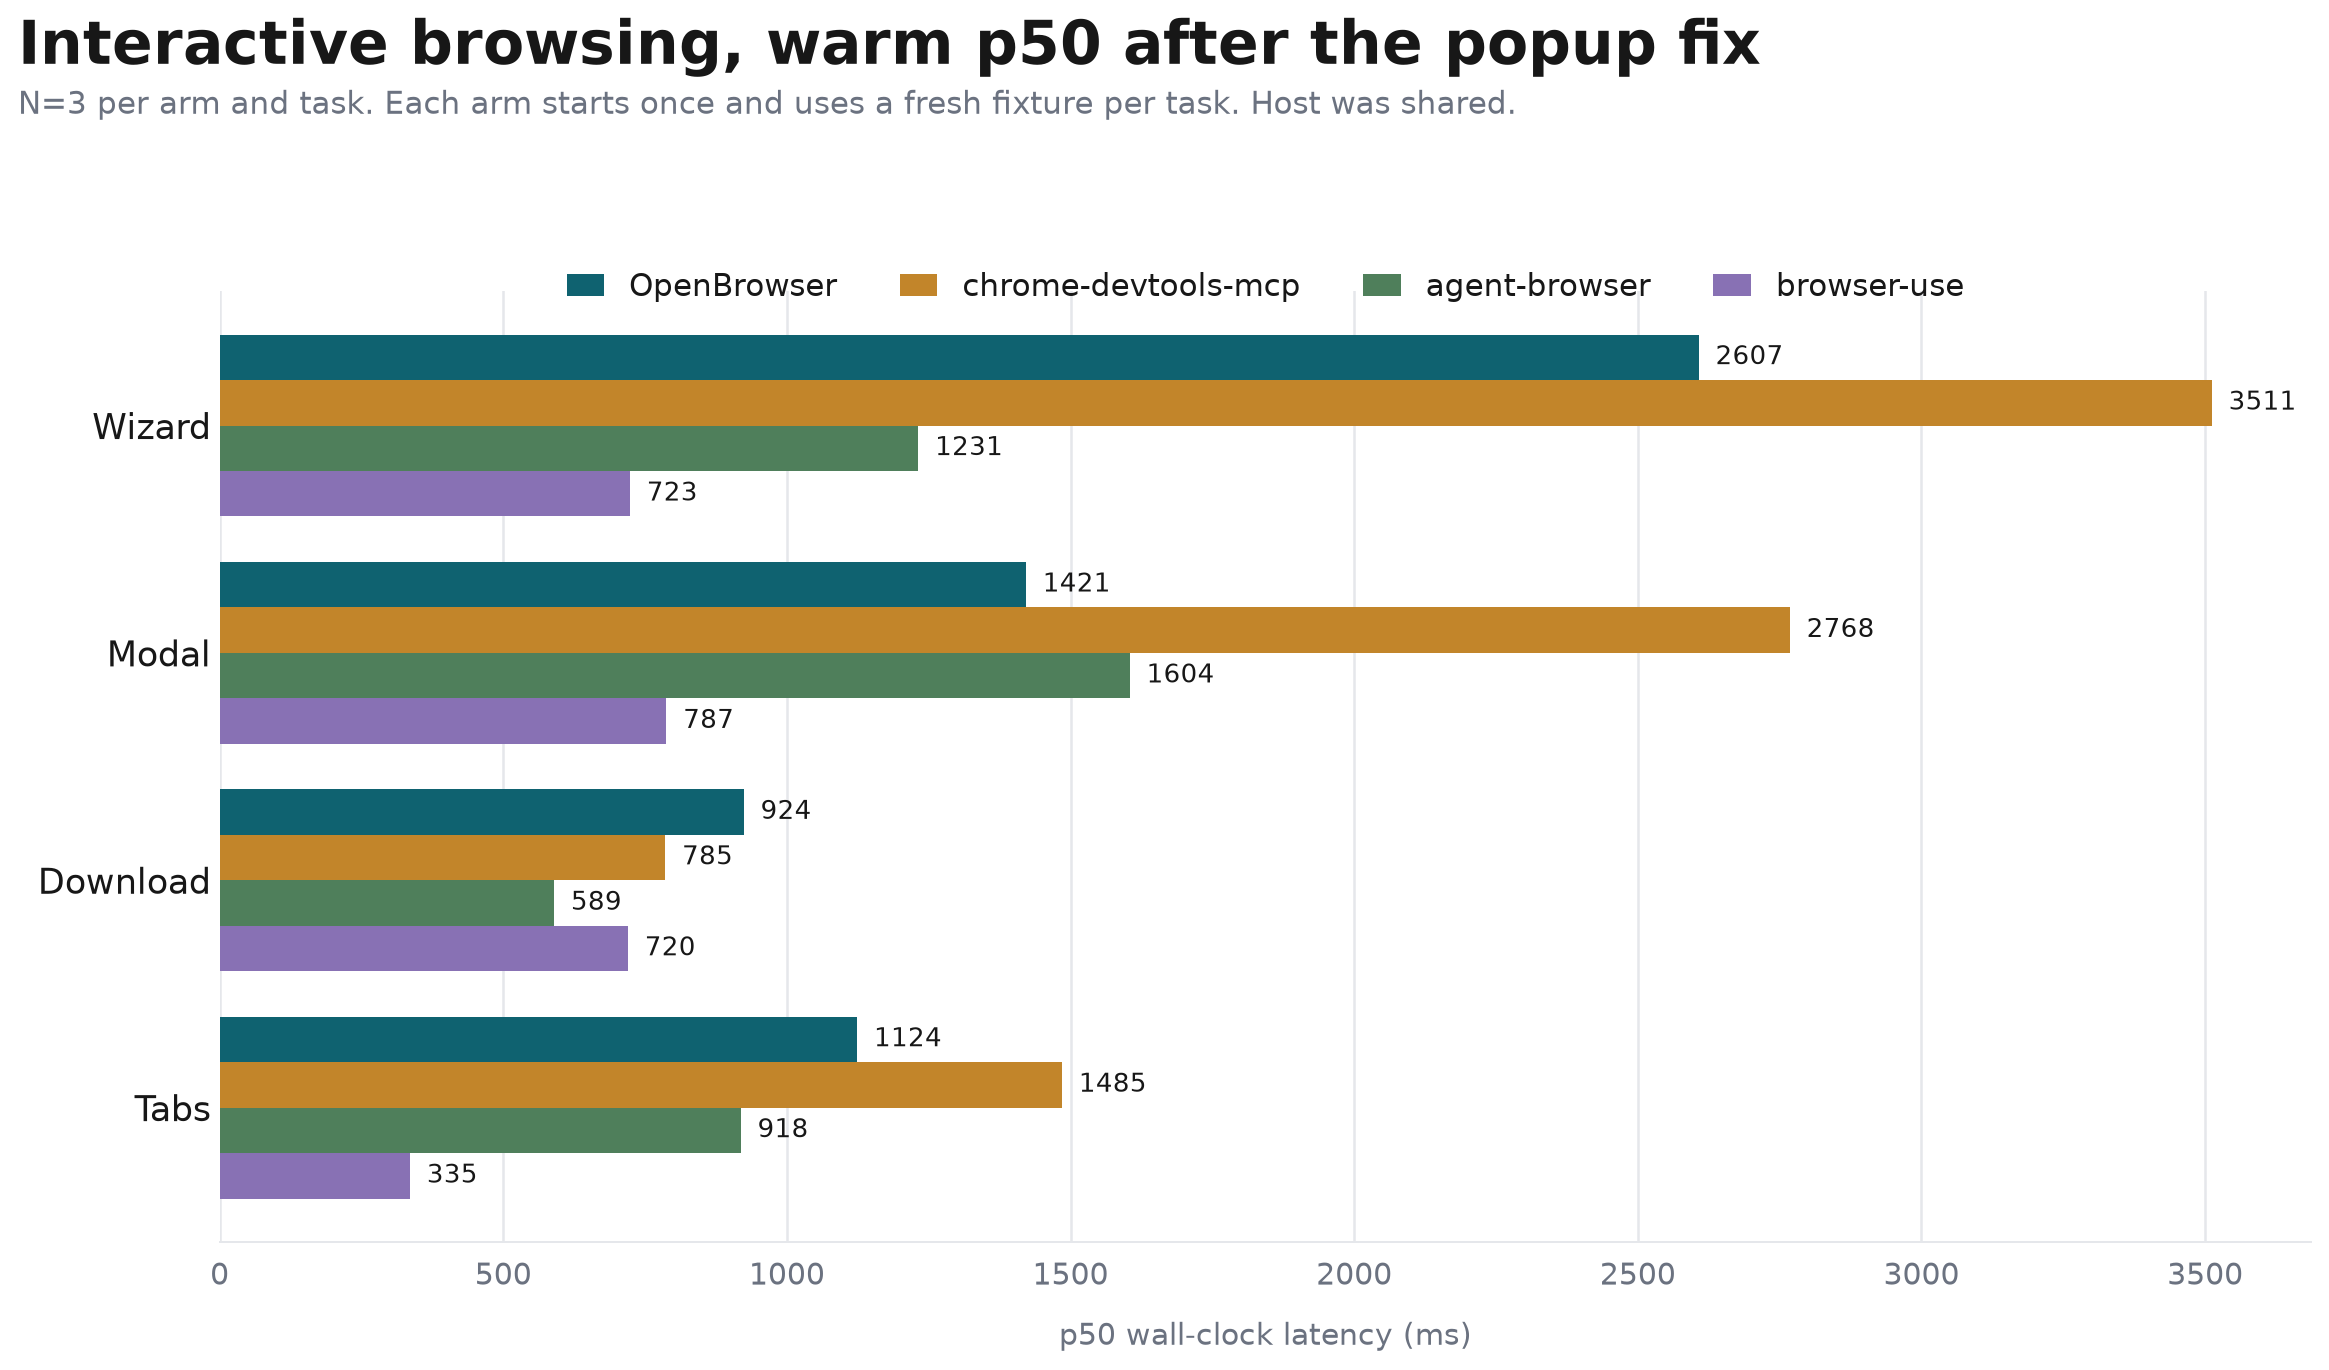 Interactive browsing, warm p50 after the popup fix
N=3 per arm and task. Each arm starts once and uses a fresh fixture per task. Host was shared.
OpenBrowser
chrome-devtools-mcp
agent-browser
browser-use
Wizard
2607
3511
1231
723
Modal
1421
2768
1604
787
Download
924
785
589
720
Tabs
1124
1485
918
335
0 500 1000 1500 2000 2500 3000 3500
p50 wall-clock latency (ms)